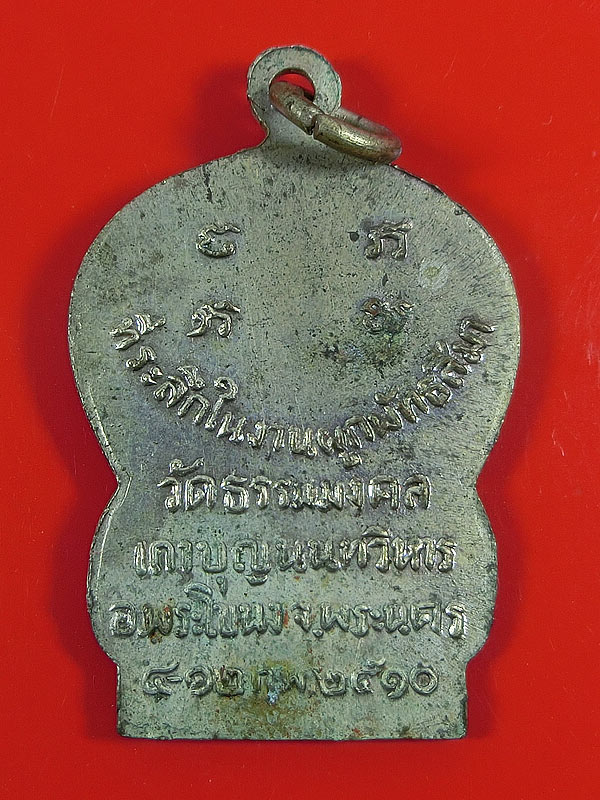 ที่ระลึกในงานผูกพัทธสีมา
วัดธรรมมงคล
เถาบุญนนทวิหาร
อ.พระโขนง จ.พระนคร
๔-๑๒ ก.พ. ๒๕๑๐